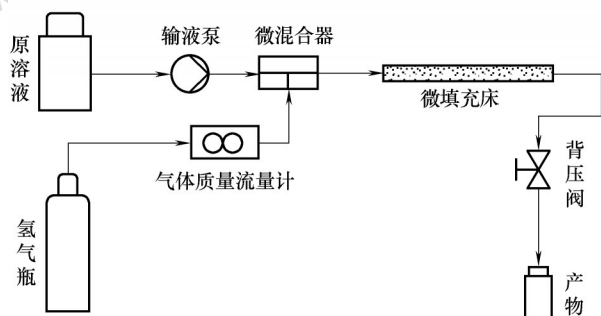 原溶液
输液泵
微混合器
微填充床
气体质量流量计
背压阀
氢气瓶
产物